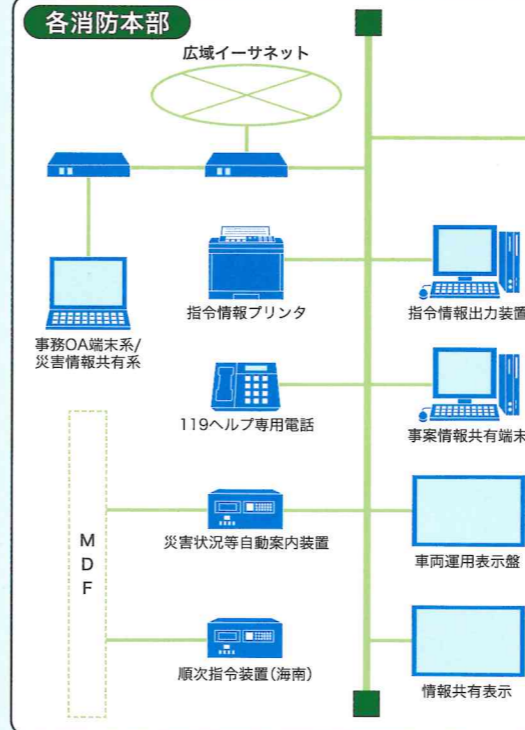 各消防本部
広域イーサネット
事務OA端末系/
災害情報共有系
指令情報プリンタ
指令情報出力装置
119ヘルプ専用電話
事案情報共有端末
MDF
災害状況等自動案内装置
車両運用表示盤
順次指令装置(海南)
情報共有表示